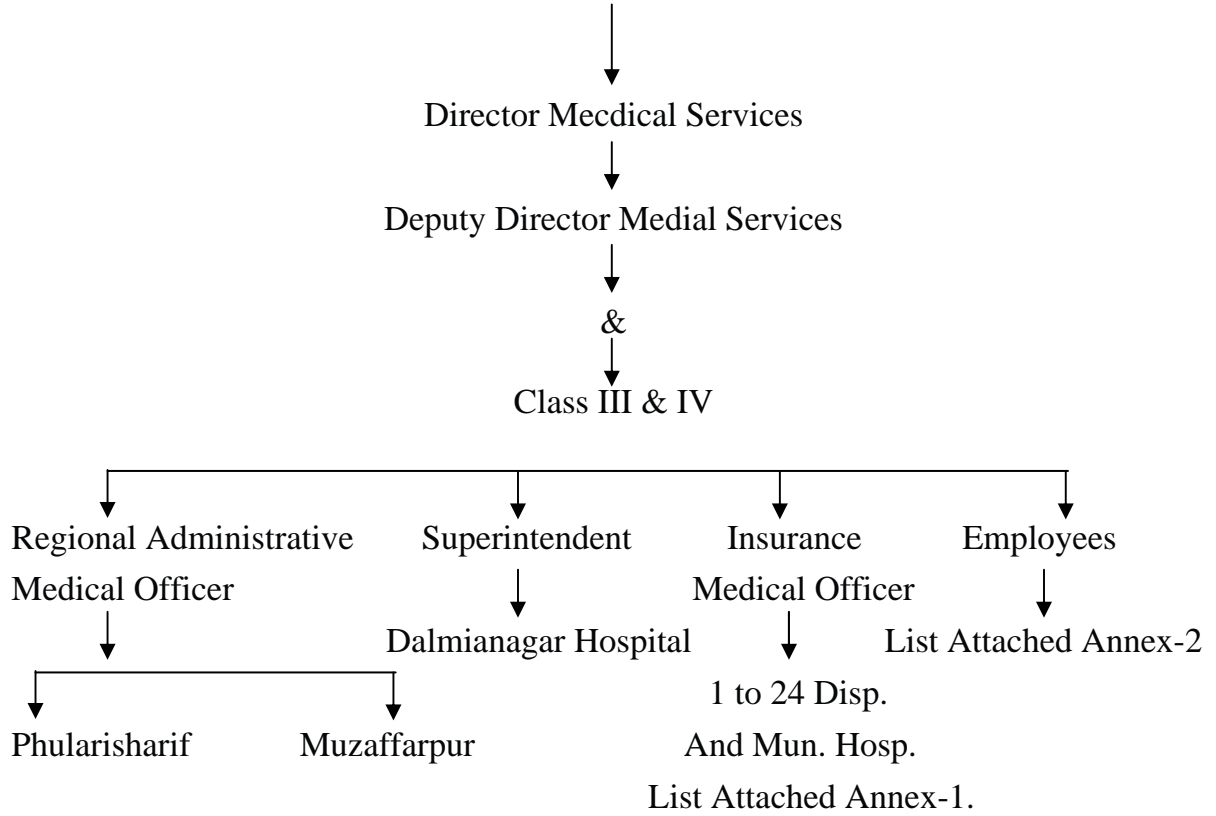 Director Mecdical Services
Deputy Director Medial Services
&
Class III & IV
Regional Administrative
Medical Officer
Superintendent
Insurance
Medical Officer
Employees
Dalmianagar Hospital
List Attached Annex-2
1 to 24 Disp.
And Mun. Hosp.
List Attached Annex-1.
Phularisharif
Muzaffarpur